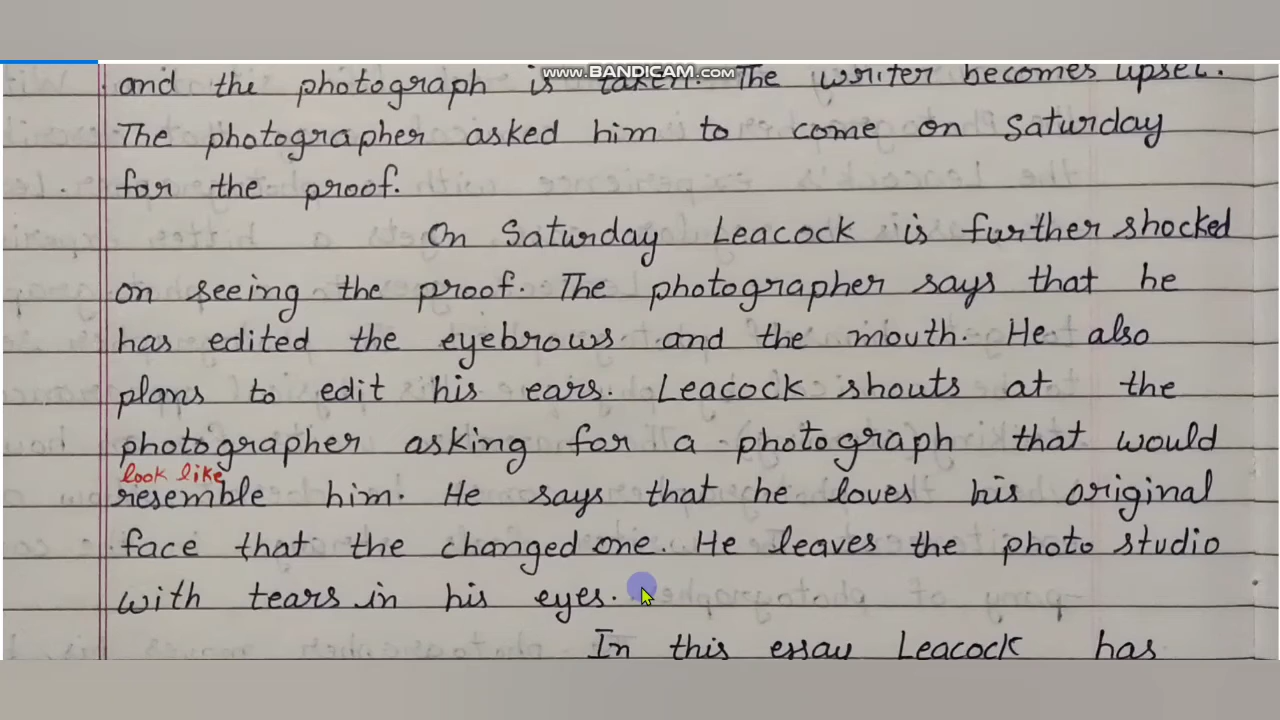 www.BANDICAM.com
and the photograph is taken. The writer becomes upset.
The photographer asked him to come on Saturday
for the proof.
On Saturday Leacock is further shocked
on seeing the proof. The photographer says that he
has edited the eyebrows and the mouth. He also
plans to edit his ears. Leacock shouts at the
photographer asking for a photograph that would
look like
resemble him. He says that he loves his original
face that the changed one. He leaves the photo studio
with tears in his eyes.
In this essay Leacock has